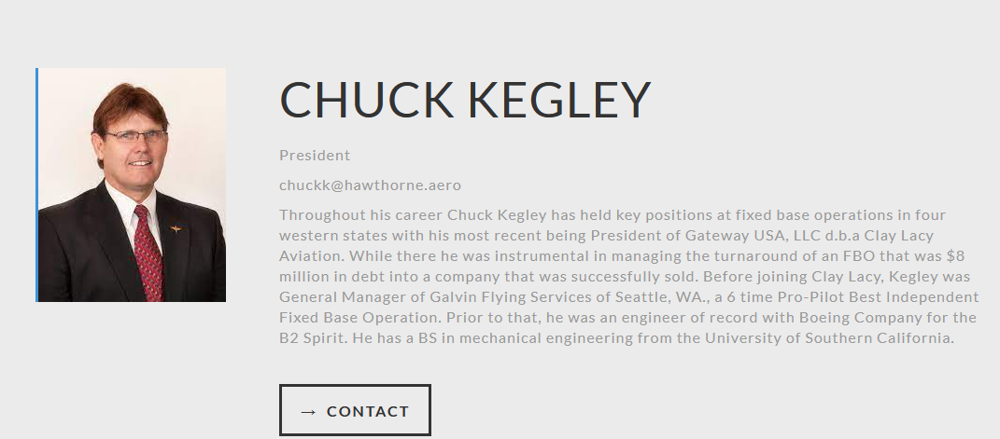 CHUCK KEGLEY
President
chuckk@hawthorne.aero
Throughout his career Chuck Kegley has held key positions at fixed base operations in four
western states with his most recent being President of Gateway USA, LLC d.b.a Clay Lacy
Aviation. While there he was instrumental in managing the turnaround of an FBO that was $8
million in debt into a company that was successfully sold. Before joining Clay Lacy, Kegley was
General Manager of Galvin Flying Services of Seattle, WA., a 6 time Pro-Pilot Best Independent
Fixed Base Operation. Prior to that, he was an engineer of record with Boeing Company for the
B2 Spirit. He has a BS in mechanical engineering from the University of Southern California.
→ CONTACT